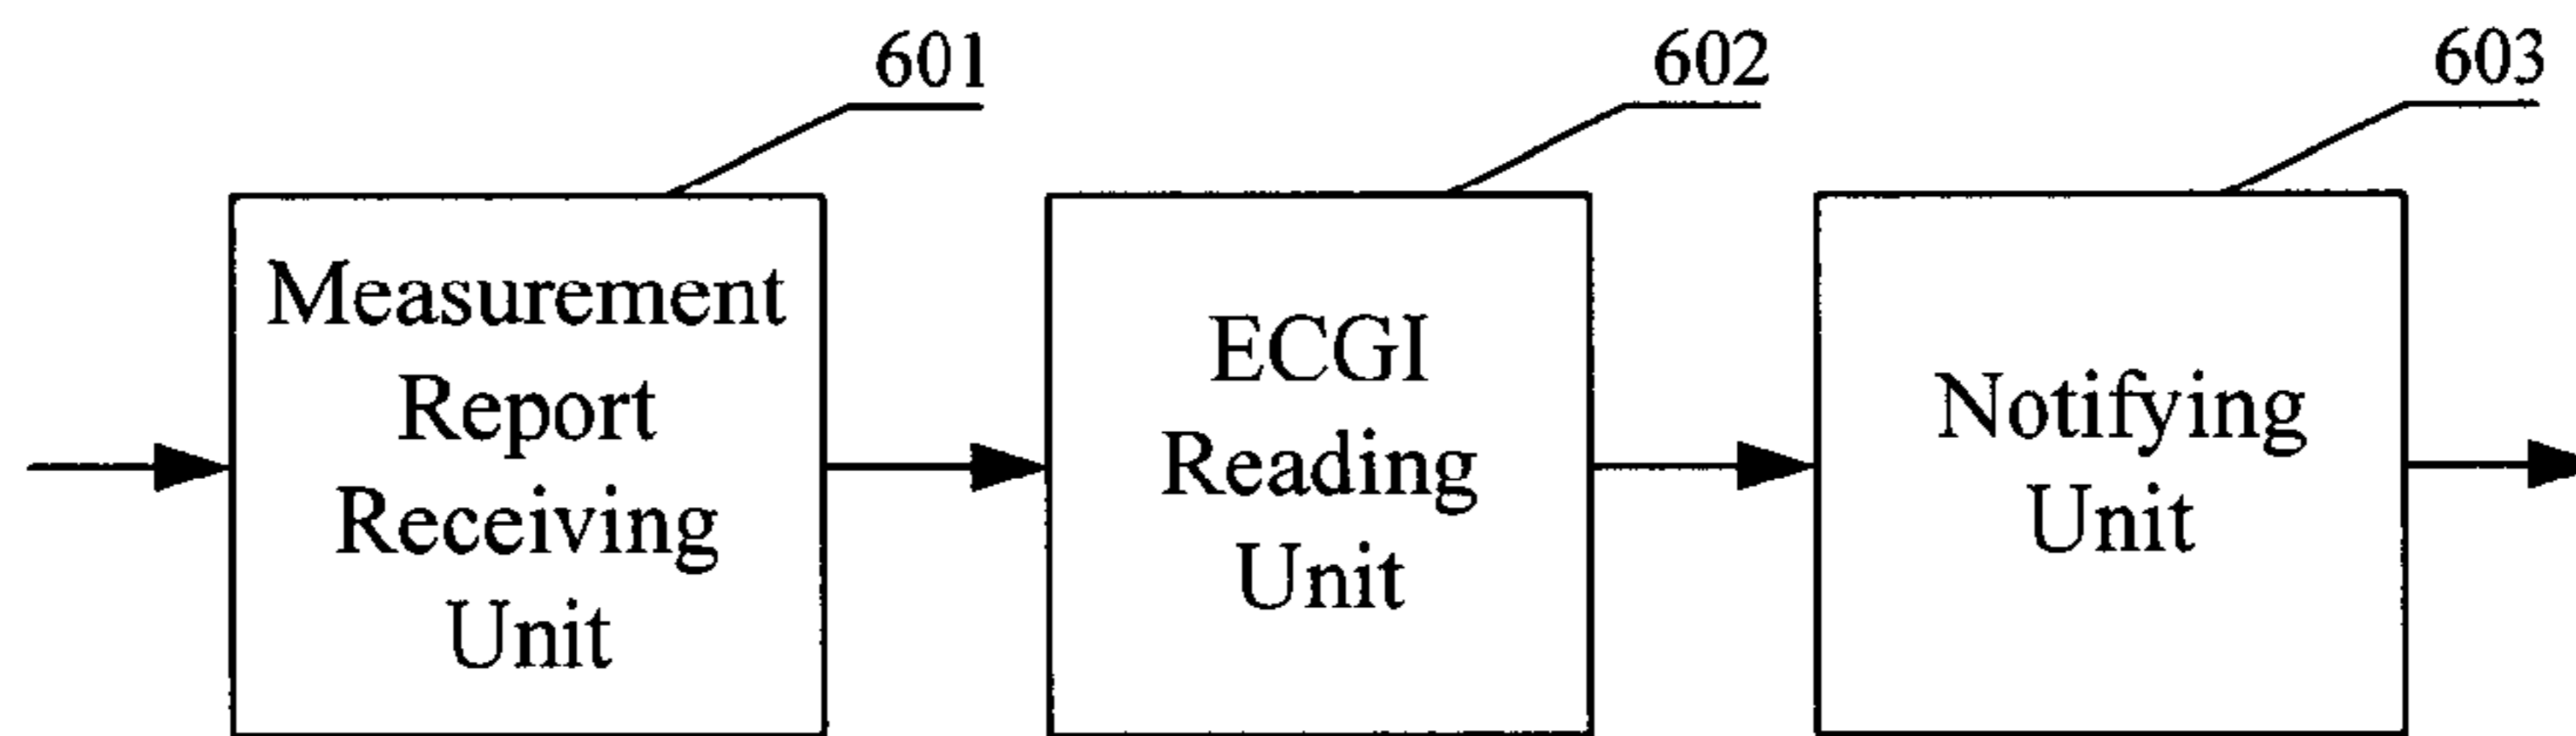 601
602
603
Measurement
Report
Receiving
Unit
ECGI
Reading
Unit
Notifying
Unit